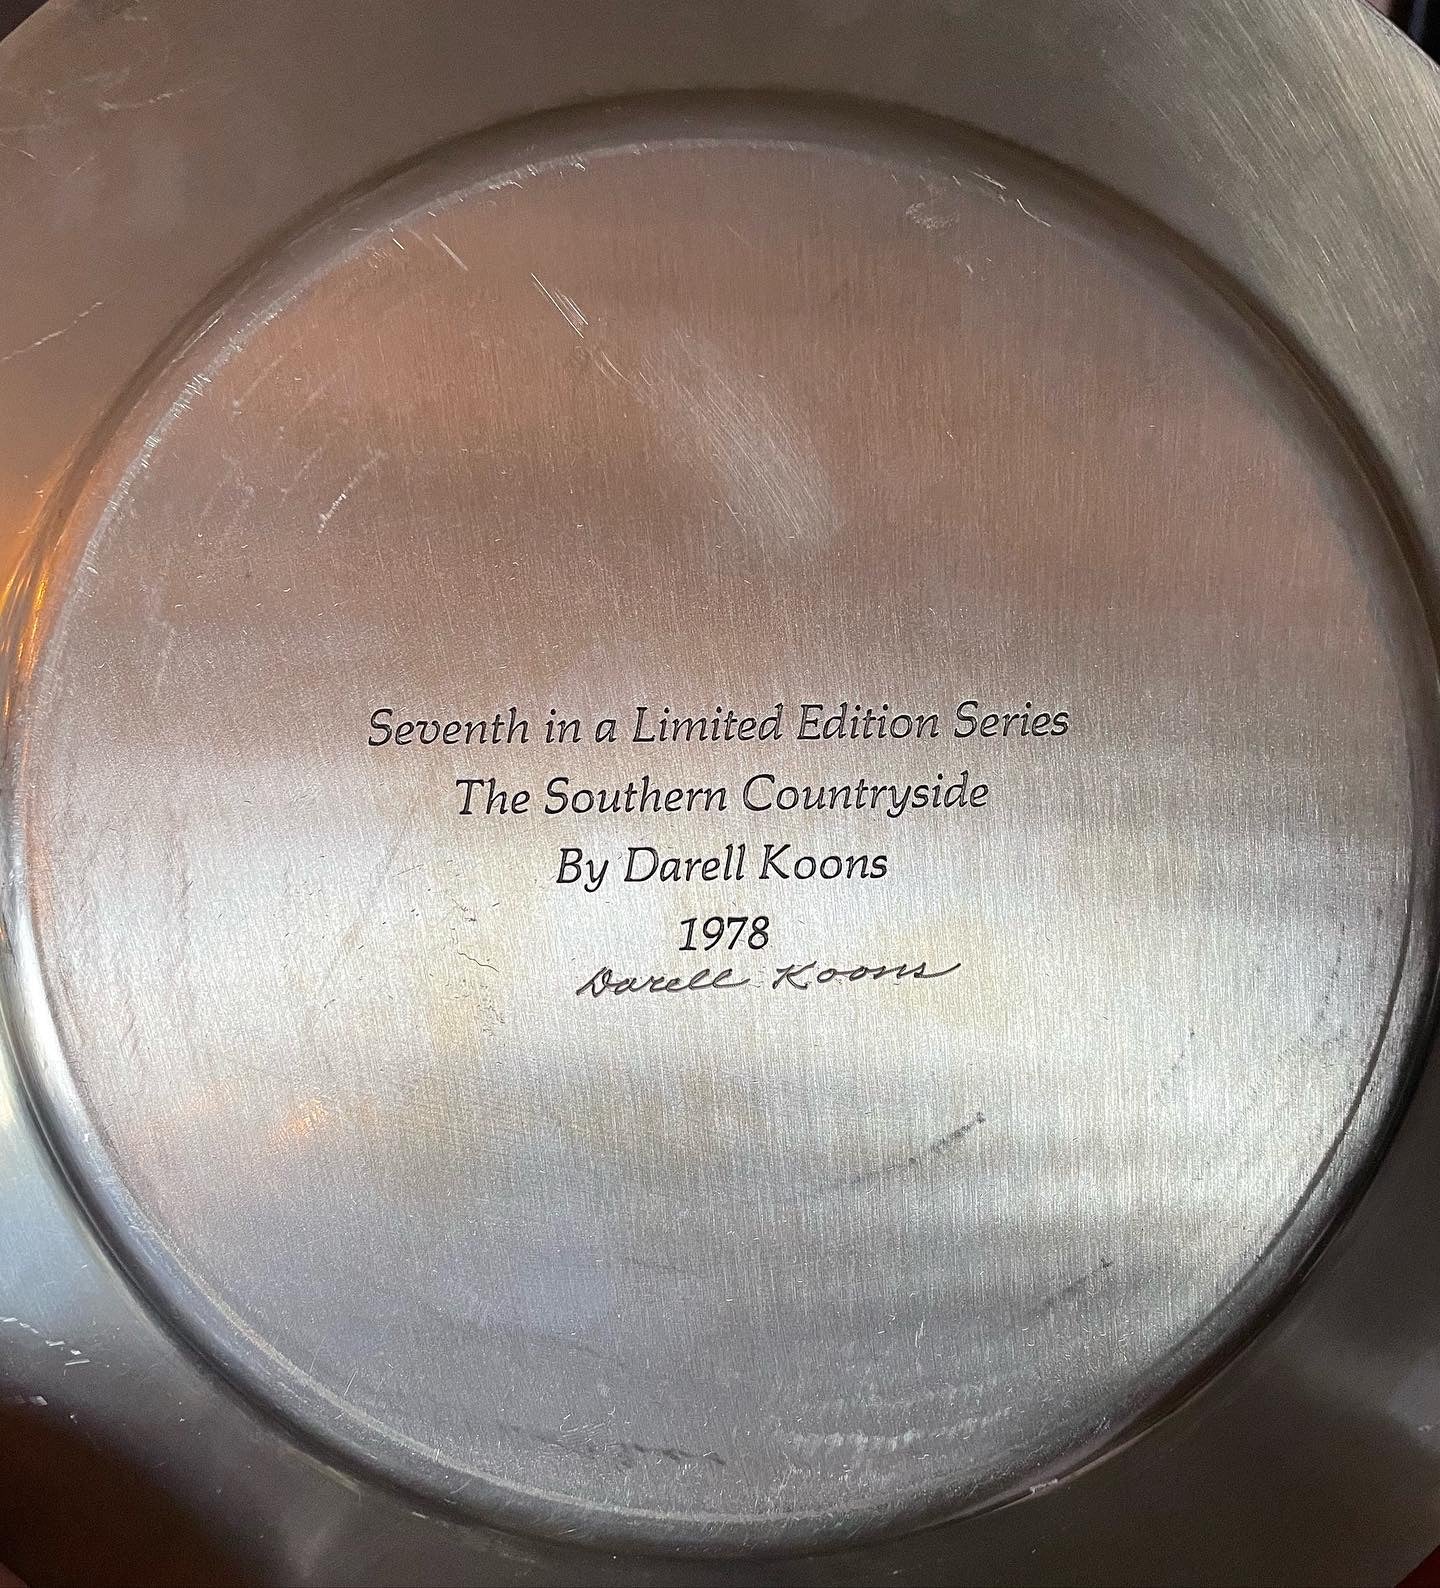 Seventh in a Limited Edition Series
The Southern Countryside
By Darell Koons
1978
Darell Koons